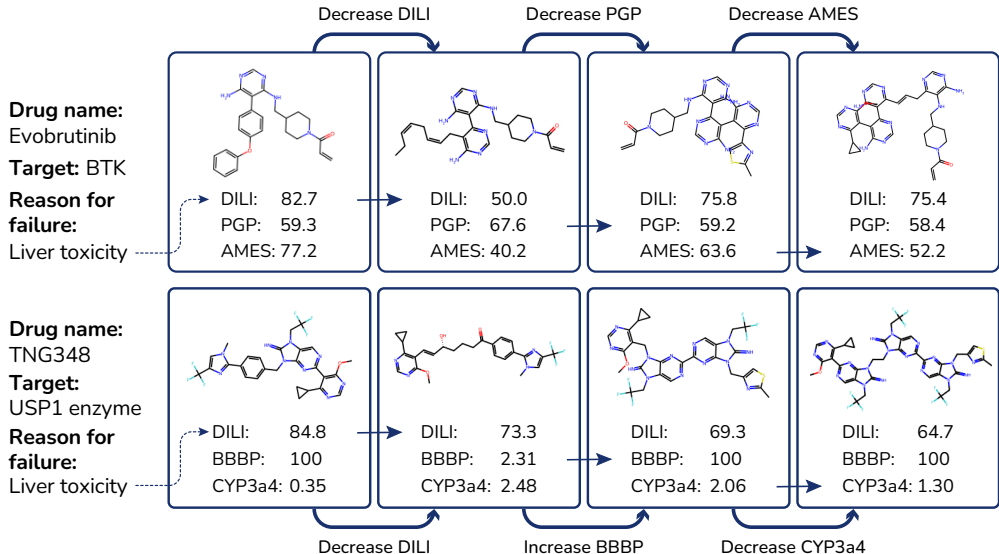 Decrease DILI
Decrease PGP
Decrease AMES
Drug name:
Evobrutinib
Target: BTK
Reason for
failure:
Liver toxicity
DILI: 82.7
PGP: 59.3
AMES: 77.2
DILI: 50.0
PGP: 67.6
AMES: 40.2
DILI: 75.8
PGP: 59.2
AMES: 63.6
DILI: 75.4
PGP: 58.4
AMES: 52.2
Drug name:
TNG348
Target:
USP1 enzyme
Reason for
failure:
Liver toxicity
DILI: 84.8
BBBP: 100
CYP3a4: 0.35
DILI: 73.3
BBBP: 2.31
CYP3a4: 2.48
DILI: 69.3
BBBP: 100
CYP3a4: 2.06
DILI: 64.7
BBBP: 100
CYP3a4: 1.30
Decrease DILI
Increase BBBP
Decrease CYP3a4